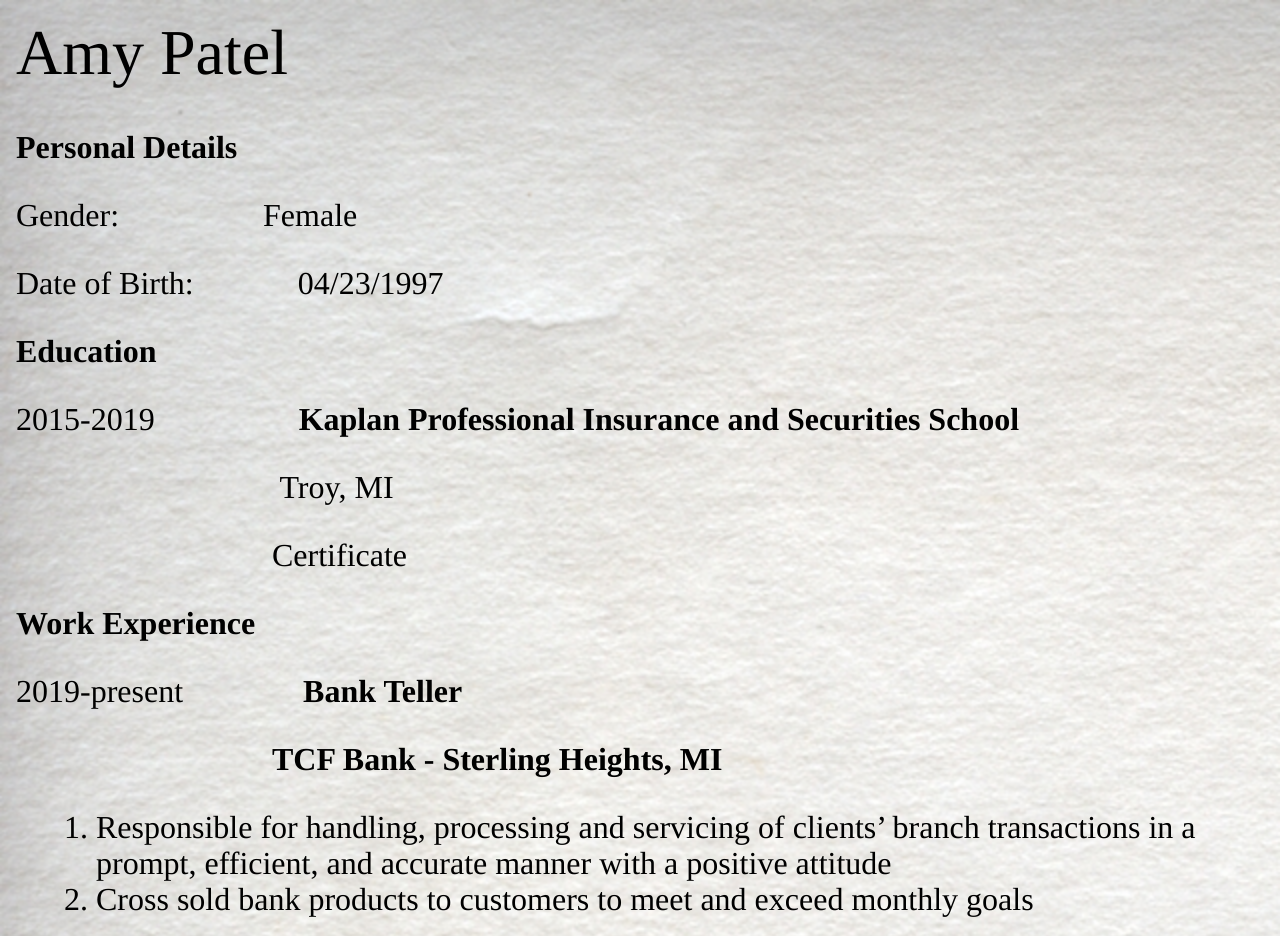 Amy Patel
Personal Details
Gender: Female
Date of Birth: 04/23/1997
Education
2015-2019 Kaplan Professional Insurance and Securities School
Troy, MI
Certificate
Work Experience
2019-present Bank Teller
TCF Bank - Sterling Heights, MI
1. Responsible for handling, processing and servicing of clients’ branch transactions in a
prompt, efficient, and accurate manner with a positive attitude
2. Cross sold bank products to customers to meet and exceed monthly goals